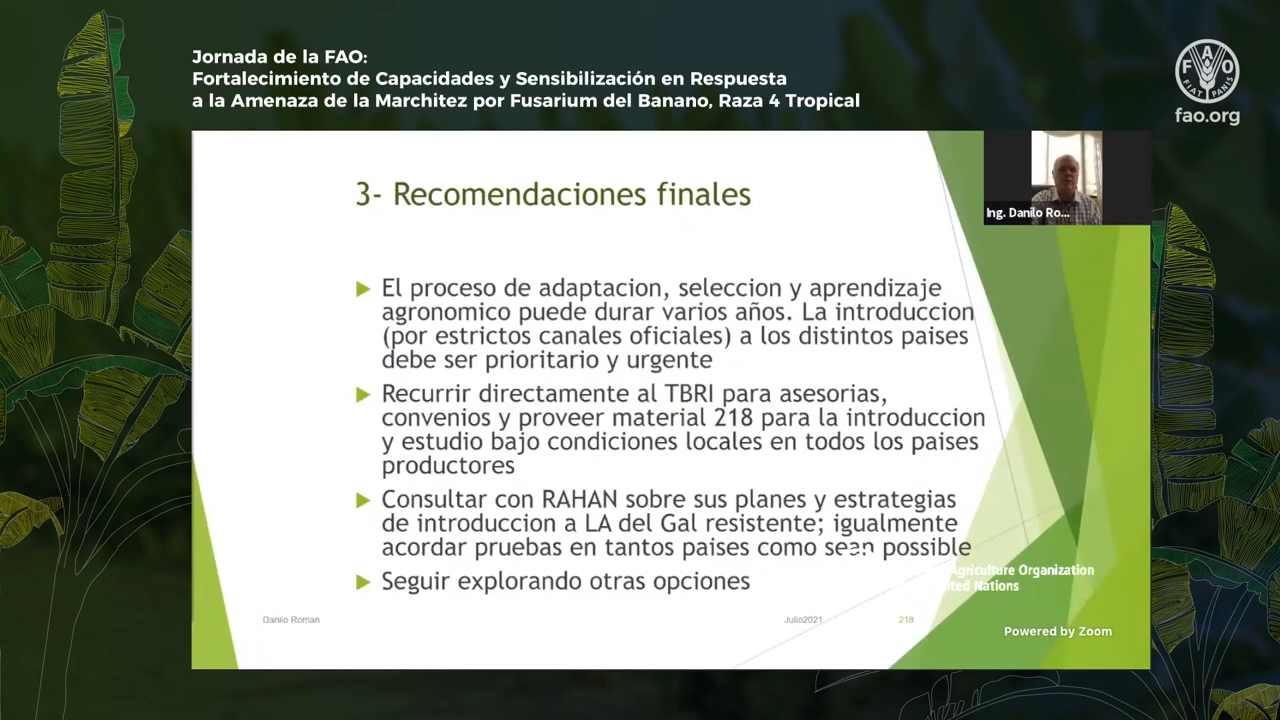 Jornada de la FAO:
Fortalecimiento de Capacidades y Sensibilización en Respuesta
a la Amenaza de la Marchitez por Fusarium del Banano, Raza 4 Tropical
F A O
FIAT PANIS
fao.org
Ing. Danilo Ro...
3- Recomendaciones finales
El proceso de adaptacion, seleccion y aprendizaje
agronomico puede durar varios años. La introduccion
(por estrictos canales oficiales) a los distintos paises
debe ser prioritario y urgente
Recurrir directamente al TBRI para asesorias,
convenios y proveer material 218 para la introduccion
y estudio bajo condiciones locales en todos los paises
productores
Consultar con RAHAN sobre sus planes y estrategias
de introduccion a LA del Gal resistente; igualmente
acordar pruebas en tantos paises como sean possible
Seguir explorando otras opciones
Agriculture Organization
Nations
Danilo Roman
Julio2021
218
Powered by Zoom